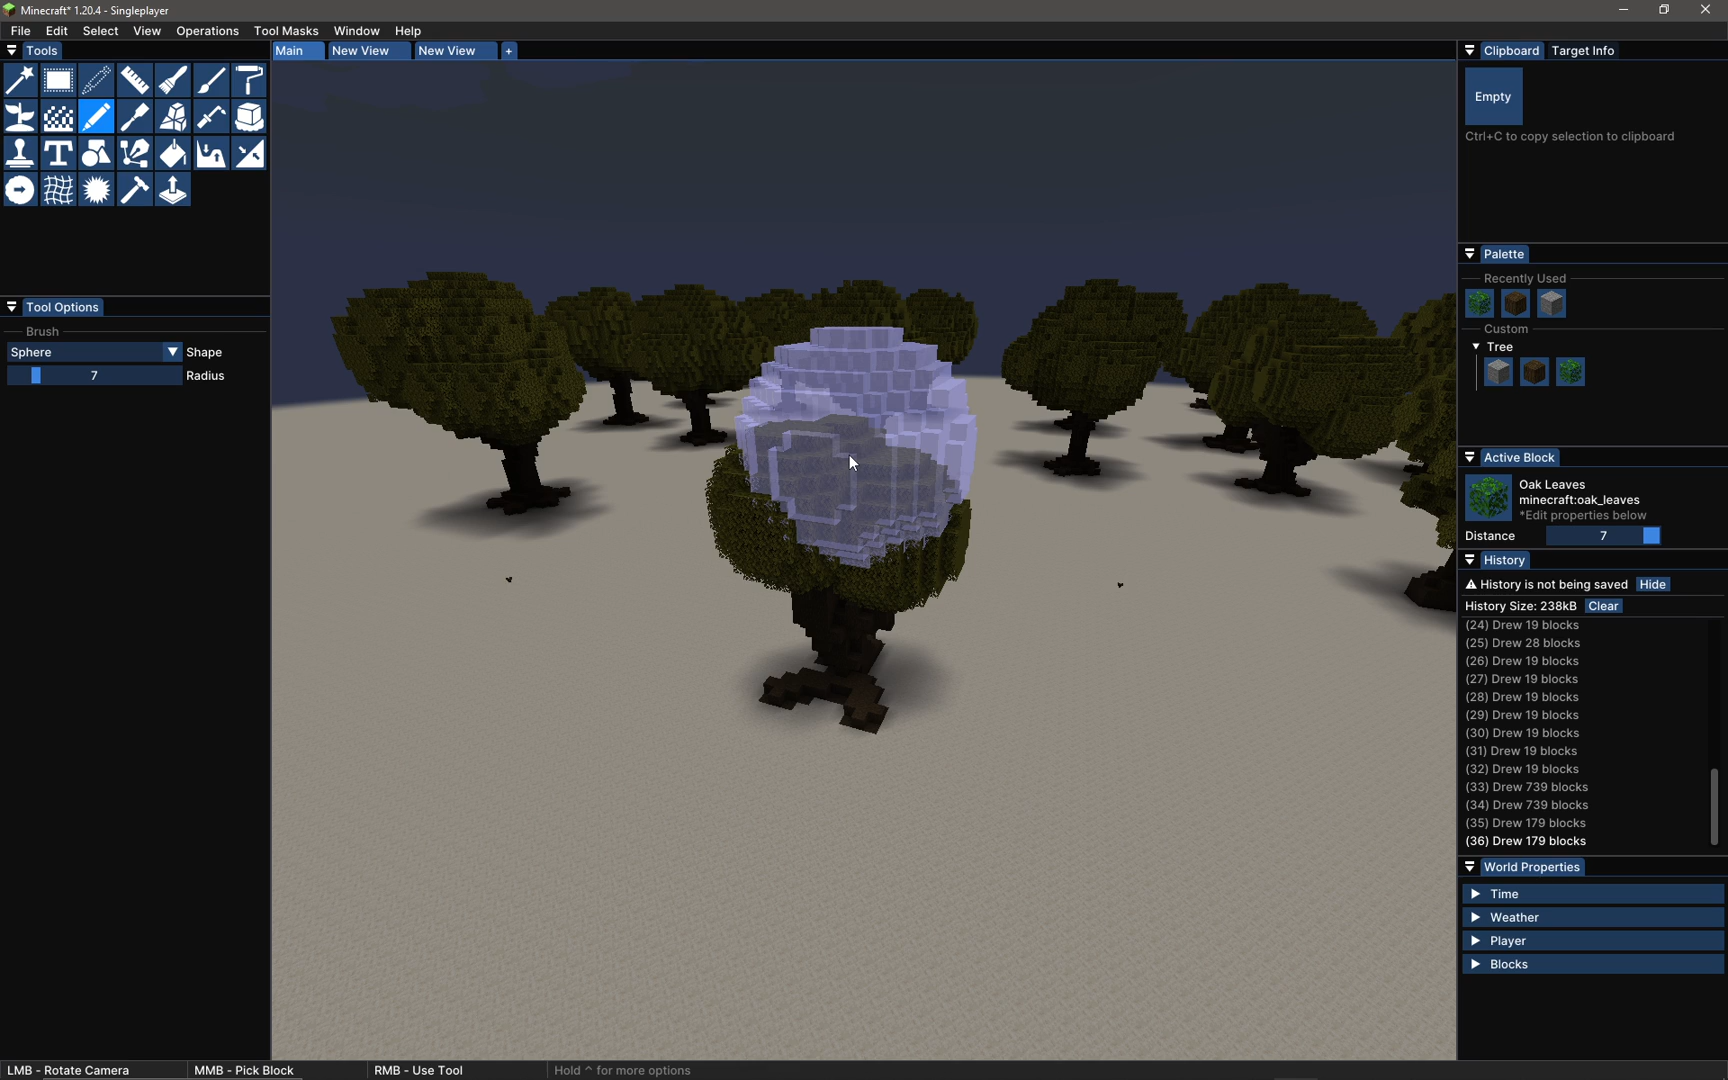 Minecraft* 1.20.4 - Singleplayer
File Edit Select View Operations Tool Masks Window Help
Tools
Main New View New View +
Clipboard Target Info
Empty
Ctrl+C to copy selection to clipboard
Tool Options
Brush
Sphere Shape
7 Radius
Palette
Recently Used
Custom
Tree
Active Block
Oak Leaves
minecraft:oak_leaves
*Edit properties below
Distance 7
History
History is not being saved Hide
History Size: 238kB Clear
(24) Drew 19 blocks
(25) Drew 28 blocks
(26) Drew 19 blocks
(27) Drew 19 blocks
(28) Drew 19 blocks
(29) Drew 19 blocks
(30) Drew 19 blocks
(31) Drew 19 blocks
(32) Drew 19 blocks
(33) Drew 739 blocks
(34) Drew 739 blocks
(35) Drew 179 blocks
(36) Drew 179 blocks
World Properties
Time
Weather
Player
Blocks
LMB - Rotate Camera MMB - Pick Block RMB - Use Tool Hold ^ for more options